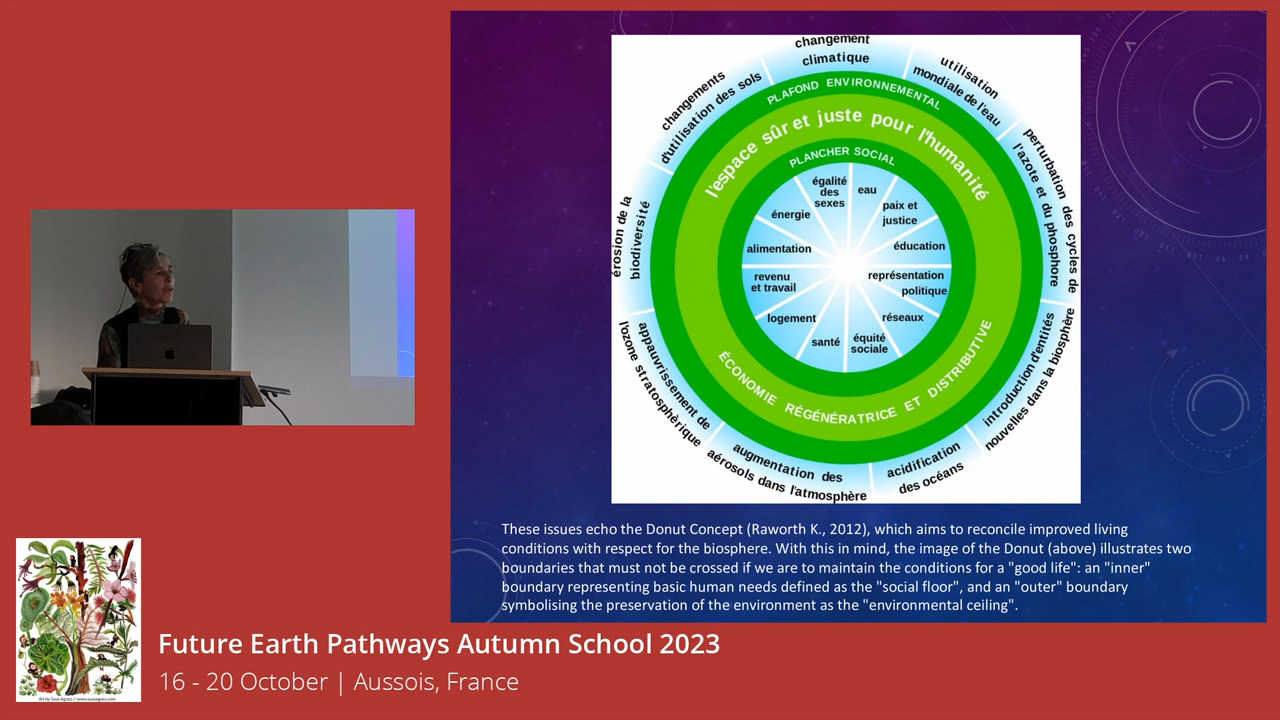 changement
climatique
utilisation
mondiale de l'eau
perturbation des cycles de
l'azote et du phosphore
introduction d'entités
nouvelles dans la biosphère
acidification
des océans
augmentation des
aérosols dans l'atmosphère
appauvrissement de
l'ozone stratosphèrique
érosion de la
biodiversité
changements
d'utilisation des sols
PLAFOND ENVIRONNEMENTAL
l'espace sûr et juste pour l'humanité
PLANCHER SOCIAL
égalité
des
sexes
eau
paix et
justice
éducation
représentation
politique
réseaux
équité
sociale
santé
logement
revenu
et travail
alimentation
énergie
ÉCONOMIE RÉGÉNÉRATRICE ET DISTRIBUTIVE
These issues echo the Donut Concept (Raworth K., 2012), which aims to reconcile improved living
conditions with respect for the biosphere. With this in mind, the image of the Donut (above) illustrates two
boundaries that must not be crossed if we are to maintain the conditions for a "good life": an "inner"
boundary representing basic human needs defined as the "social floor", and an "outer" boundary
symbolising the preservation of the environment as the "environmental ceiling".
Future Earth Pathways Autumn School 2023
16 - 20 October | Aussois, France